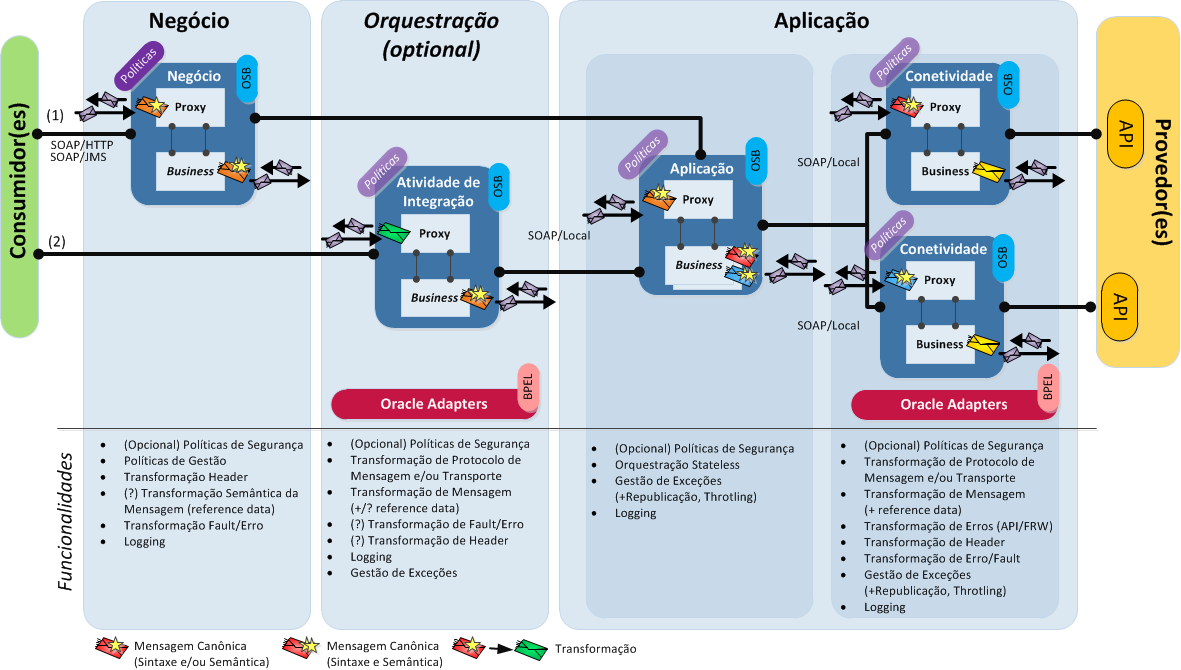 Negócio
Orquestração
(optional)
Aplicação
Consumidor(es)
(1)
SOAP/HTTP
SOAP/JMS
(2)
Políticas
OSB
Negócio
Proxy
Business
Políticas
OSB
Atividade de
Integração
Proxy
Business
SOAP/Local
Políticas
OSB
Aplicação
Proxy
Business
SOAP/Local
SOAP/Local
Políticas
OSB
Conetividade
Proxy
Business
Políticas
OSB
Conetividade
Proxy
Business
API
API
Provedor(es)
BPEL
Oracle Adapters
BPEL
Oracle Adapters
Funcionalidades
• (Opcional) Políticas de Segurança
• Políticas de Gestão
• Transformação Header
• (?) Transformação Semântica da
Mensagem (reference data)
• Transformação Fault/Erro
• Logging
• (Opcional) Políticas de Segurança
• Transformação de Protocolo de
Mensagem e/ou Transporte
• Transformação de Mensagem
(+/? reference data)
• (?) Transformação de Fault/Erro
• (?) Transformação de Header
• Logging
• Gestão de Exceções
• (Opcional) Políticas de Segurança
• Orquestração Stateless
• Gestão de Exceções
(+Republicação, Throtling)
• Logging
• (Opcional) Políticas de Segurança
• Transformação de Protocolo de
Mensagem e/ou Transporte
• Transformação de Mensagem
(+ reference data)
• Transformação de Erros (API/FRW)
• Transformação de Header
• Transformação de Erro/Fault
• Gestão de Exceções
(+Republicação, Throtling)
• Logging
Mensagem Canônica
(Sintaxe e/ou Semântica)
Mensagem Canônica
(Sintaxe e Semântica)
Transformação